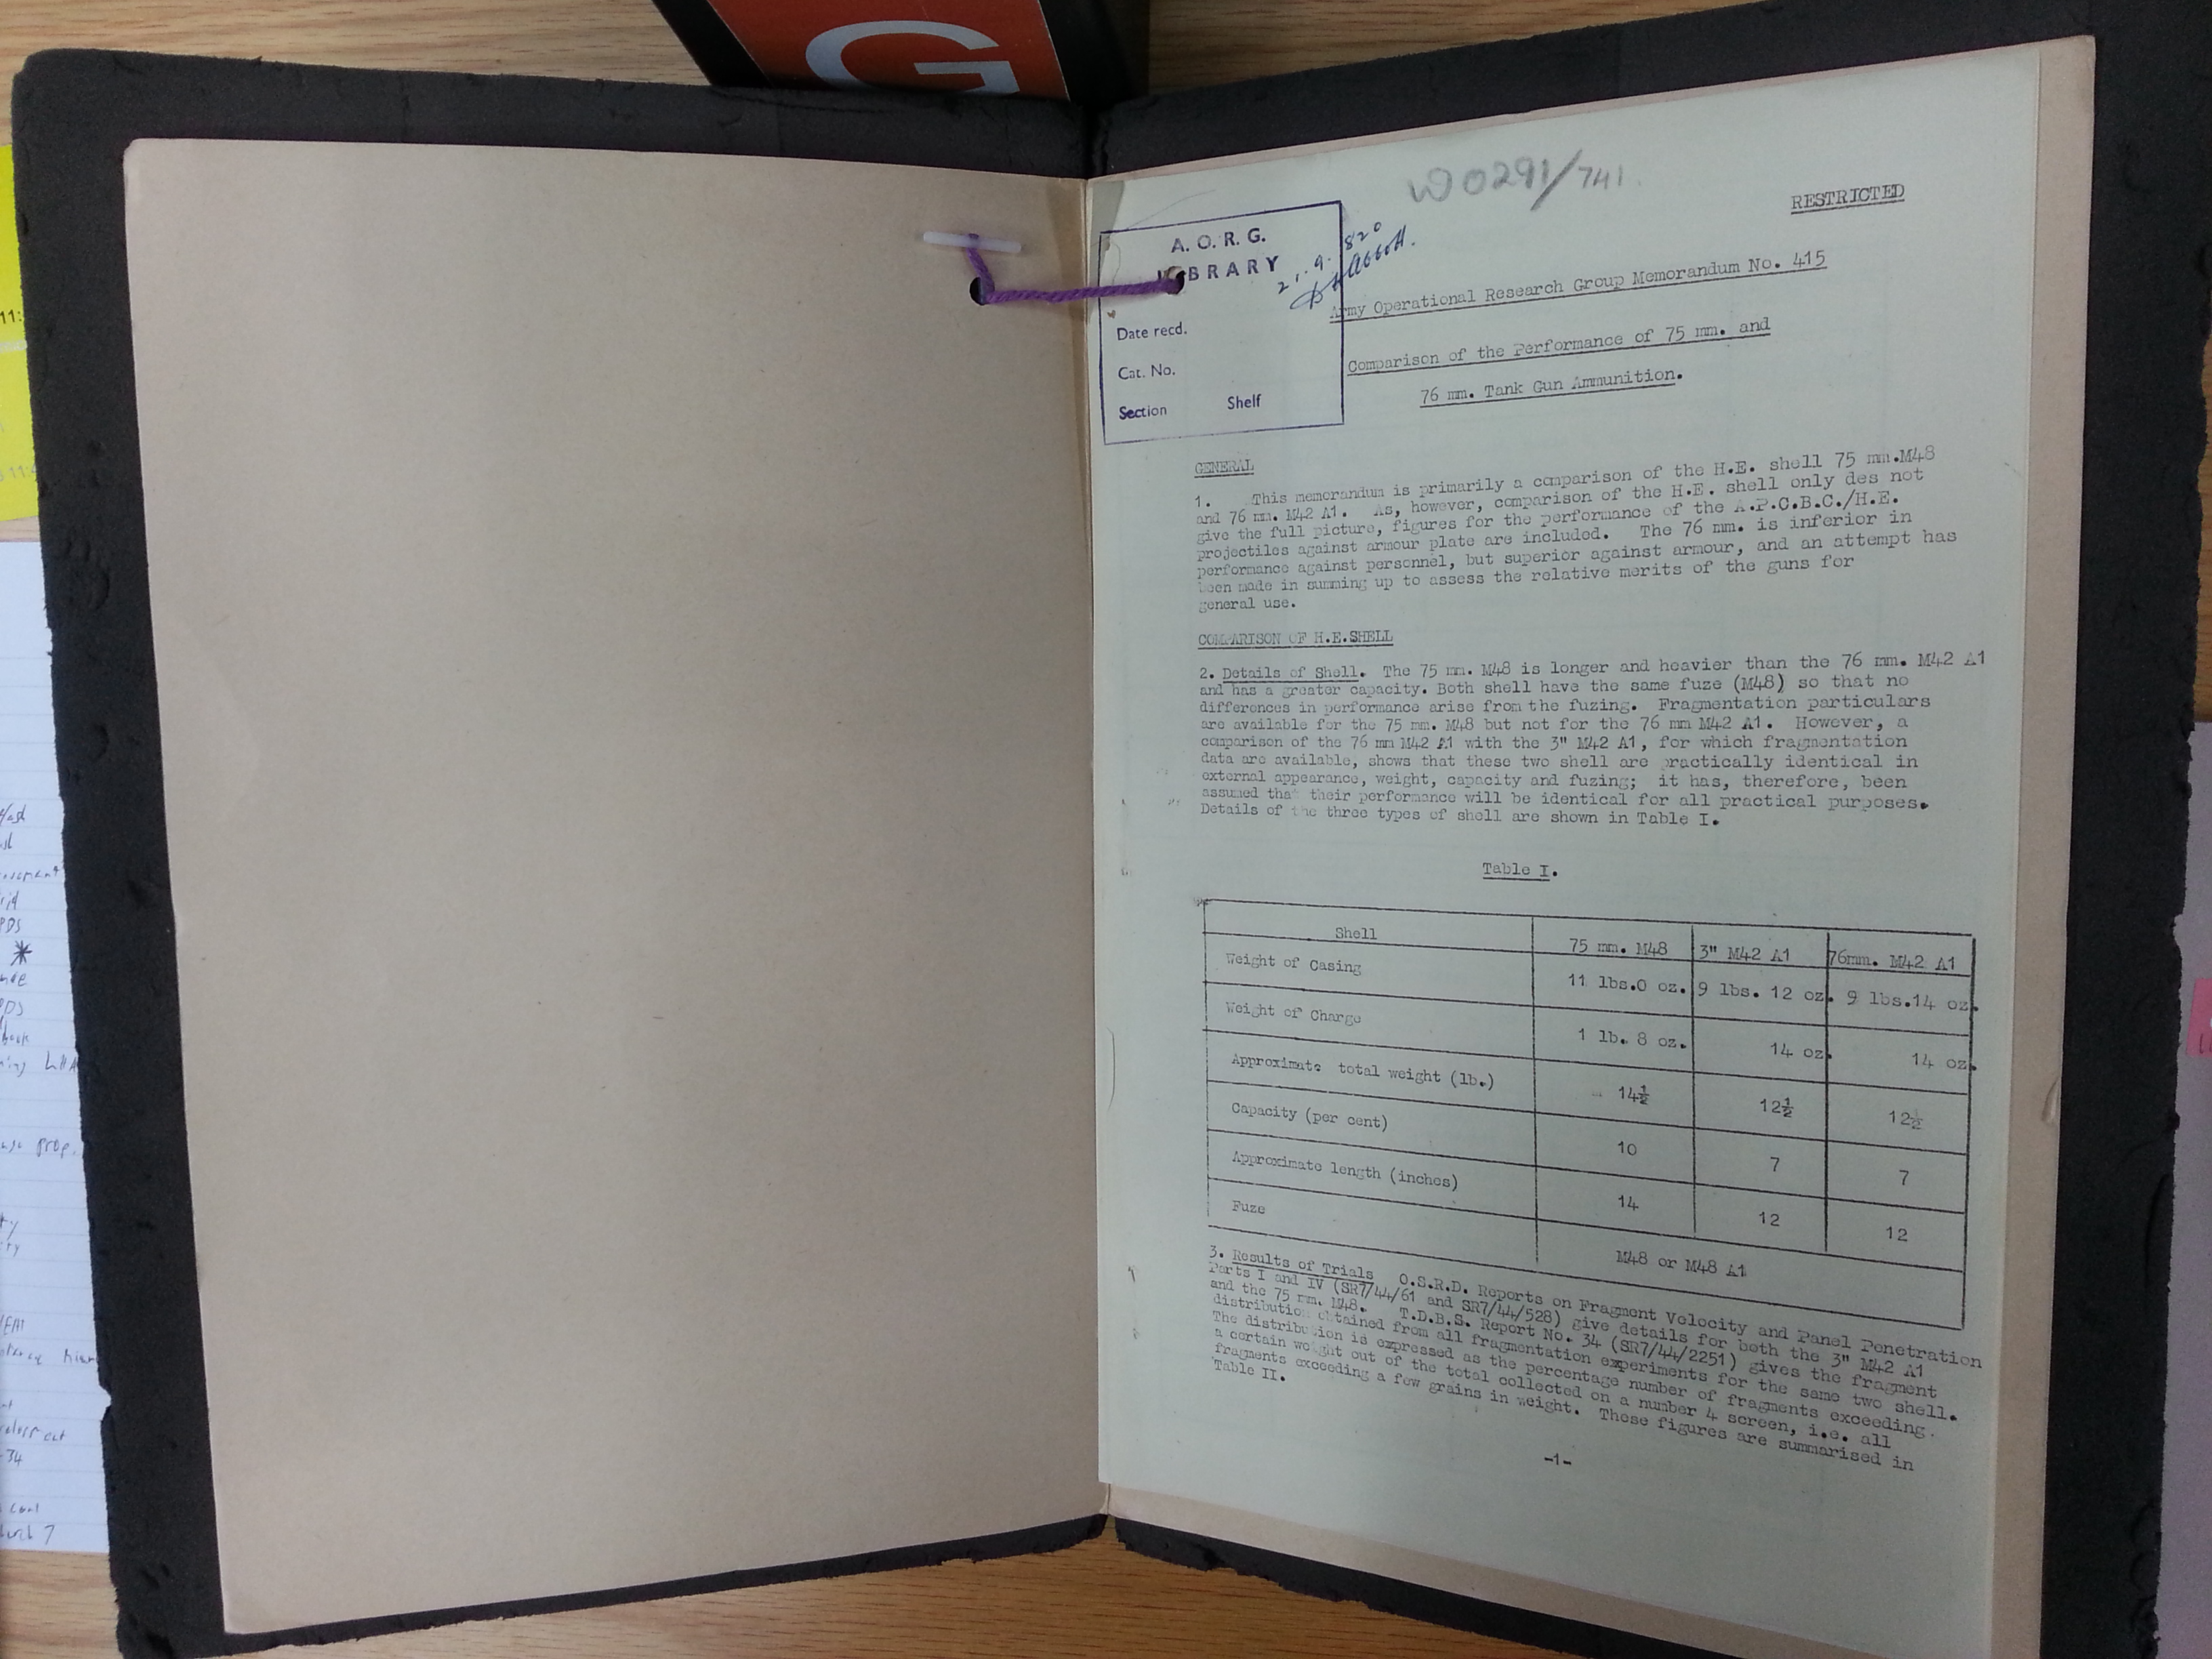 G
WO291/741.
RESTRICTED
A. O. R. G.
LIBRARY
Date recd.
Cat. No.
Section Shelf
Army Operational Research Group Memorandum No. 415
Comparison of the Performance of 75 mm. and
76 mm. Tank Gun Ammunition.
GENERAL
1. This memorandum is primarily a comparison of the H.E. shell 75 mm.M48
and 76 mm. M42 A1. As, however, comparison of the H.E. shell only des not
give the full picture, figures for the performance of the A.P.C.B.C./H.E.
projectiles against armour plate are included. The 76 mm. is inferior in
performance against personnel, but superior against armour, and an attempt has
been made in summing up to assess the relative merits of the guns for
general use.
COMPARISON OF H.E.SHELL
2. Details of Shell. The 75 mm. M48 is longer and heavier than the 76 mm. M42 A1
and has a greater capacity. Both shell have the same fuze (M48) so that no
differences in performance arise from the fuzing. Fragmentation particulars
are available for the 75 mm. M48 but not for the 76 mm M42 A1. However, a
comparison of the 76 mm M42 A1 with the 3" M42 A1, for which fragmentation
data are available, shows that these two shell are practically identical in
external appearance, weight, capacity and fuzing; it has, therefore, been
assumed that their performance will be identical for all practical purposes.
Details of the three types of shell are shown in Table I.
Table I.
Shell 75 mm. M48 3" M42 A1 76mm. M42 A1
Weight of Casing 11 lbs.0 oz. 9 lbs. 12 oz. 9 lbs.14 oz.
Weight of Charge 1 lb. 8 oz. 14 oz. 14 oz.
Approximate total weight (lb.) 14½ 12½ 12½
Capacity (per cent) 10 7 7
Approximate length (inches) 14 12 12
Fuze M48 or M48 A1
3. Results of Trials O.S.R.D. Reports on Fragment Velocity and Panel Penetration
Parts I and IV (SR7/44/61 and SR7/44/528) give details for both the 3" M42 A1
and the 75 mm. M48. T.D.B.S. Report No. 34 (SR7/44/2251) gives the fragment
distribution obtained from all fragmentation experiments for the same two shell.
The distribution is expressed as the percentage number of fragments exceeding
a certain weight out of the total collected on a number 4 screen, i.e. all
fragments exceeding a few grains in weight. These figures are summarised in
Table II.
-1-